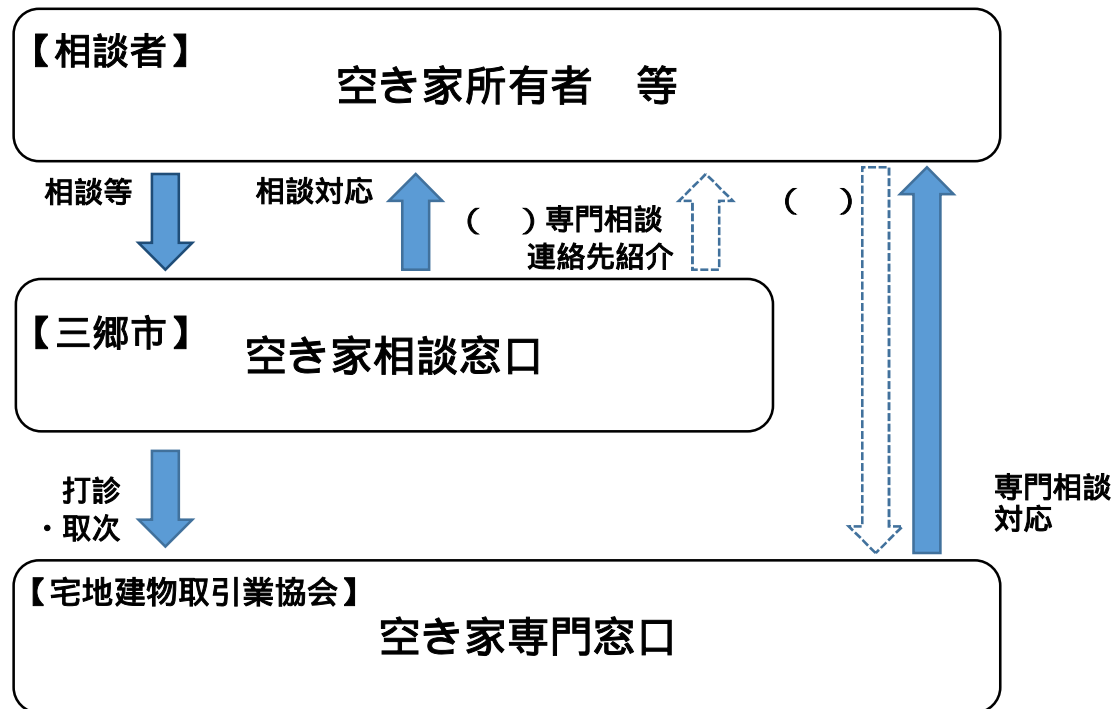 【相談者】
空き家所有者　等
相談等
相談対応
（　）専門相談
連絡先紹介
（　）
【三郷市】
空き家相談窓口
打診
・取次
専門相談
対応
【宅地建物取引業協会】
空き家専門窓口